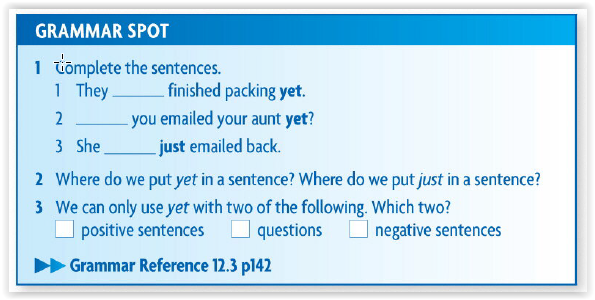 GRAMMAR SPOT
1 Complete the sentences.
1 They ______ finished packing yet.
2 ______ you emailed your aunt yet?
3 She ______ just emailed back.
2 Where do we put yet in a sentence? Where do we put just in a sentence?
3 We can only use yet with two of the following. Which two?
positive sentences questions negative sentences
Grammar Reference 12.3 p142